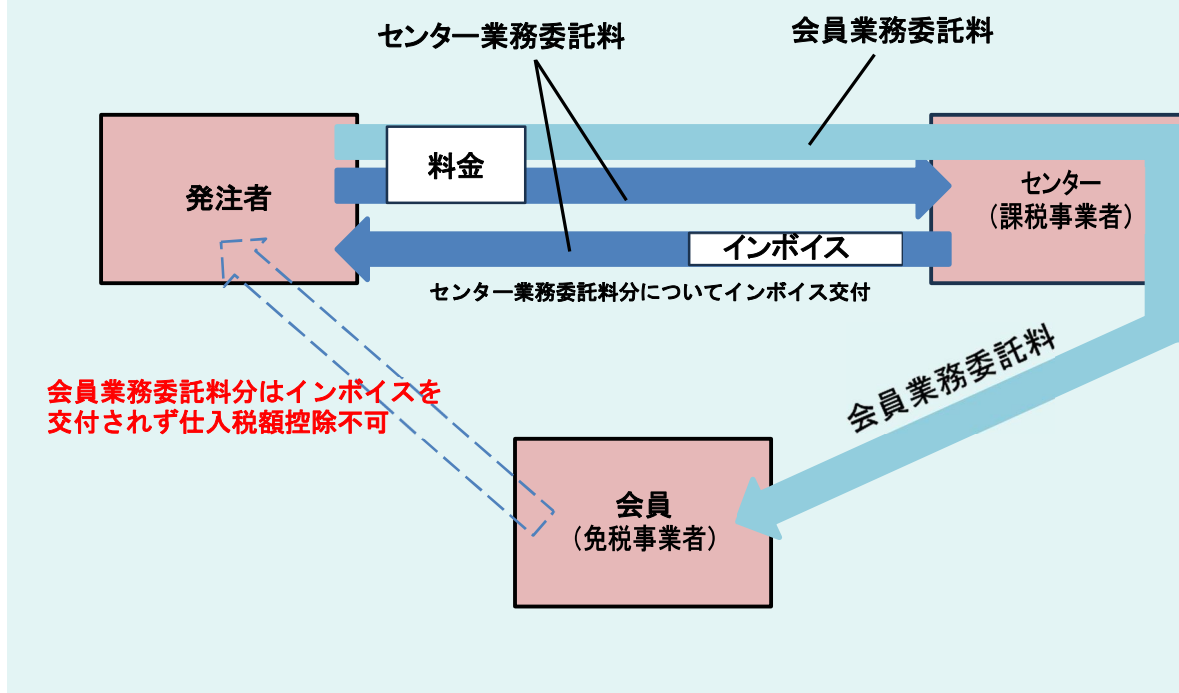 センター業務委託料
会員業務委託料
発注者
料金
センター
（課税事業者）
インボイス
センター業務委託料分についてインボイス交付
会員業務委託料
会員業務委託料分はインボイスを
交付されず仕入税額控除不可
会員
（免税事業者）